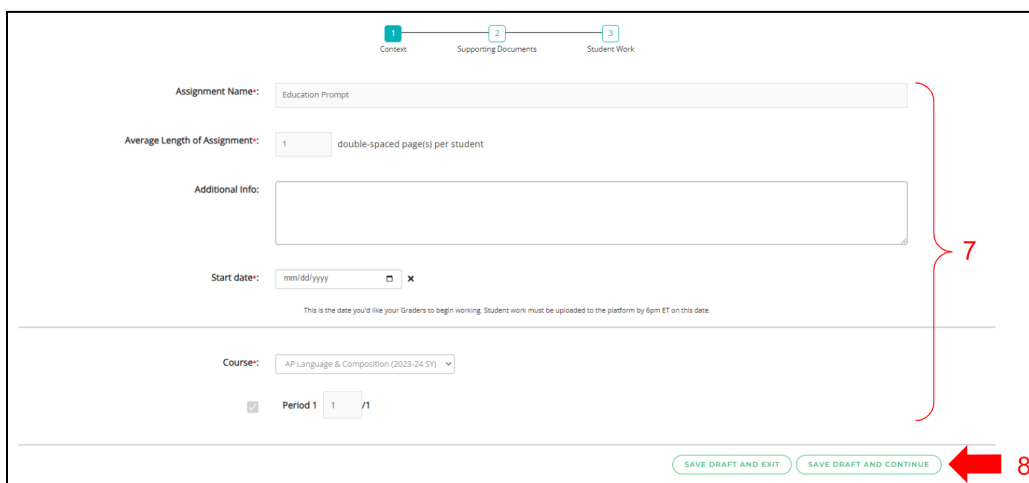 1 2 3
Context Supporting Documents Student Work
Assignment Name*: Education Prompt
Average Length of Assignment*: 1 double-spaced page(s) per student
Additional Info:
7
Start date*: mm/dd/yyyy ×
This is the date you'd like your Graders to begin working. Student work must be uploaded to the platform by 6pm ET on this date.
Course*: AP Language & Composition (2023-24 SY)
Period 1 1 /1
SAVE DRAFT AND EXIT SAVE DRAFT AND CONTINUE 8